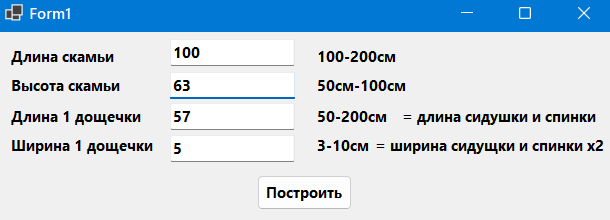 Form1
Длина скамьи 100 100-200см
Высота скамьи 63 50см-100см
Длина 1 дощечки 57 50-200см = длина сидушки и спинки
Ширина 1 дощечки 5 3-10см = ширина сидущки и спинки x2
Построить